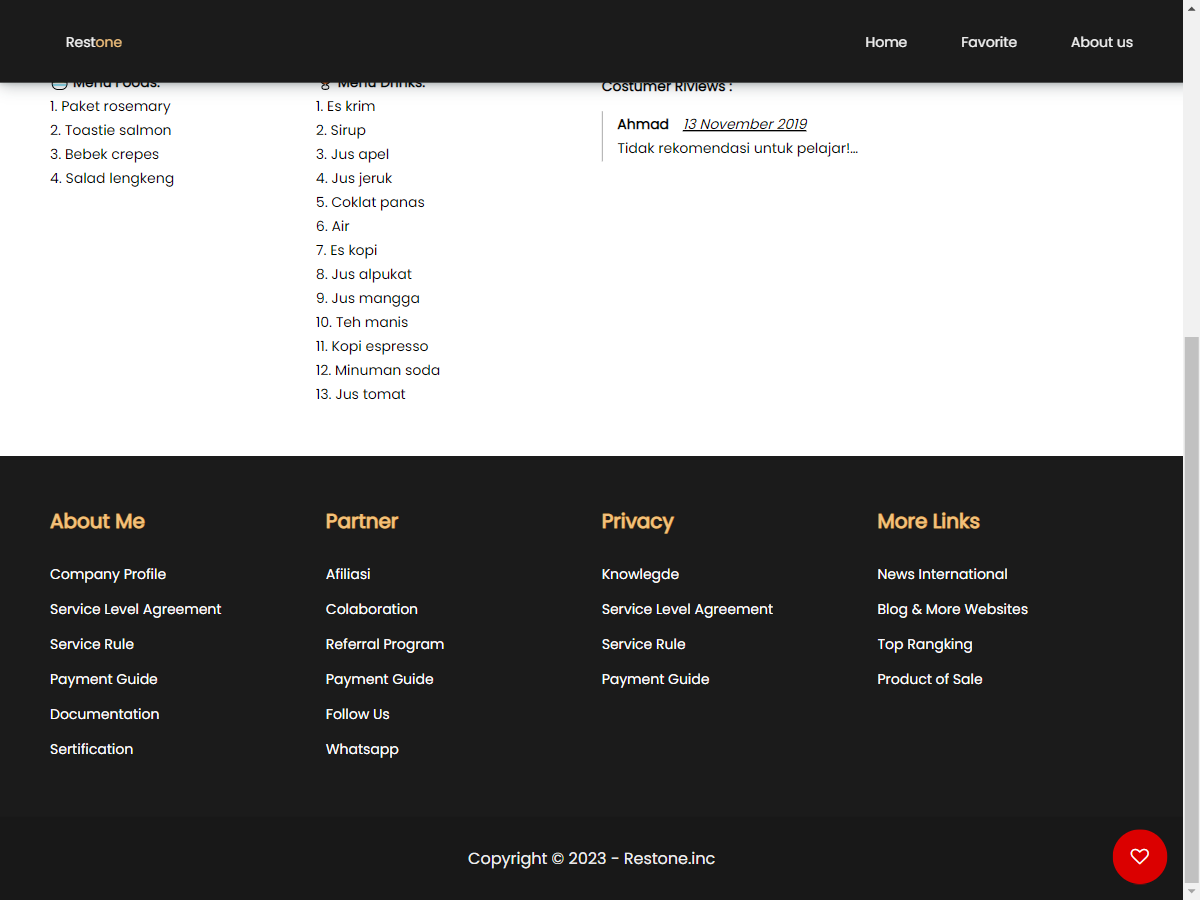 Restone
Home
Favorite
About us
Menu Foods:
1. Paket rosemary
2. Toastie salmon
3. Bebek crepes
4. Salad lengkeng
Menu Drinks:
1. Es krim
2. Sirup
3. Jus apel
4. Jus jeruk
5. Coklat panas
6. Air
7. Es kopi
8. Jus alpukat
9. Jus mangga
10. Teh manis
11. Kopi espresso
12. Minuman soda
13. Jus tomat
Costumer Riviews :
Ahmad 13 November 2019
Tidak rekomendasi untuk pelajar!...
About Me
Company Profile
Service Level Agreement
Service Rule
Payment Guide
Documentation
Sertification
Partner
Afiliasi
Colaboration
Referral Program
Payment Guide
Follow Us
Whatsapp
Privacy
Knowlegde
Service Level Agreement
Service Rule
Payment Guide
More Links
News International
Blog & More Websites
Top Rangking
Product of Sale
Copyright © 2023 - Restone.inc